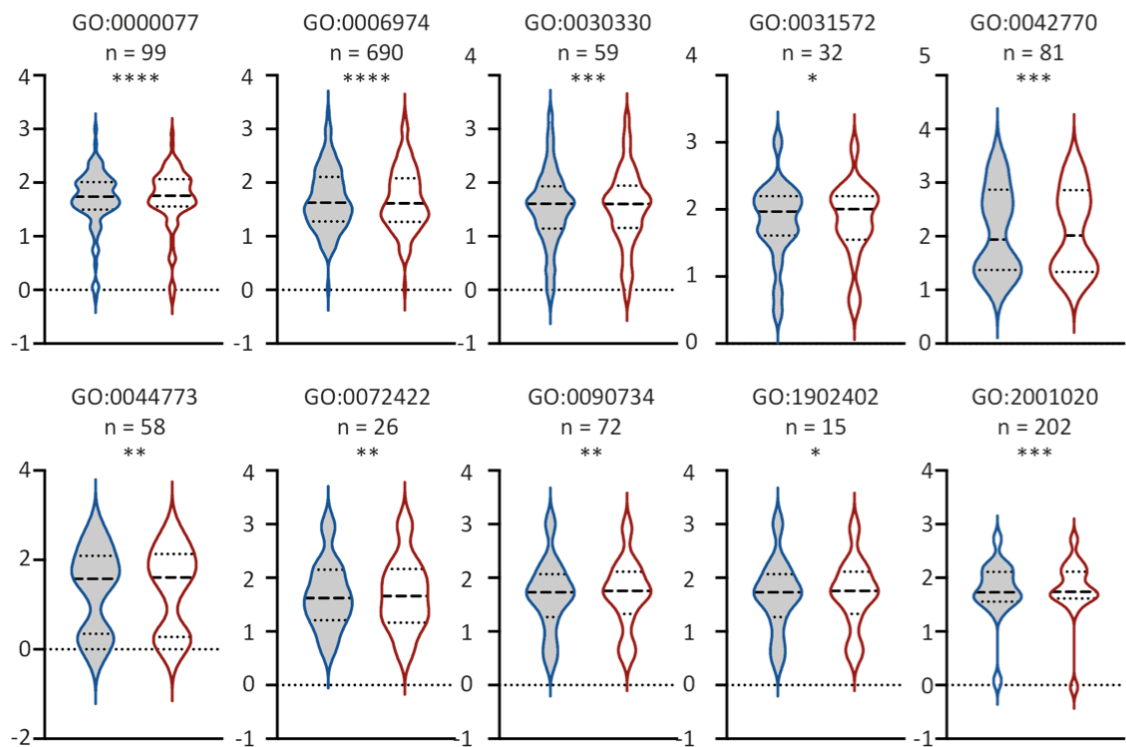 GO:0000077 GO:0006974 GO:0030330 GO:0031572 GO:0042770
n = 99 n = 690 n = 59 n = 32 n = 81
**** **** *** * ***
4 4 4 4 5
3 3 3 3 4
2 2 2 2 3
1 1 1 1 2
0 0 0 0 1
-1 -1 -1 0
GO:0044773 GO:0072422 GO:0090734 GO:1902402 GO:2001020
n = 58 n = 26 n = 72 n = 15 n = 202
** ** ** * ***
4 4 4 4 4
3 3 3 3
2 2 2 2 2
1 1 1 1
0 0 0 0 0
-2 -1 -1 -1 -1